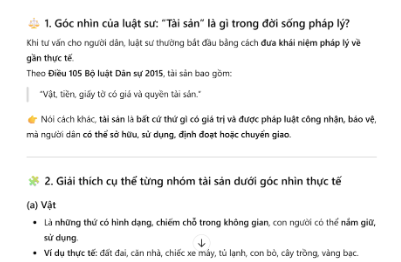 ⚖️ 1. Góc nhìn của luật sư: “Tài sản” là gì trong đời sống pháp lý?
Khi tư vấn cho người dân, luật sư thường bắt đầu bằng cách đưa khái niệm pháp lý về
gần thực tế.
Theo Điều 105 Bộ luật Dân sự 2015, tài sản bao gồm:
“Vật, tiền, giấy tờ có giá và quyền tài sản.”
👉 Nói cách khác, tài sản là bất cứ thứ gì có giá trị và được pháp luật công nhận, bảo vệ,
mà người dân có thể sở hữu, sử dụng, định đoạt hoặc chuyển giao.
🧩 2. Giải thích cụ thể từng nhóm tài sản dưới góc nhìn thực tế
(a) Vật
• Là những thứ có hình dạng, chiếm chỗ trong không gian, con người có thể nắm giữ,
sử dụng.
• Ví dụ thực tế: đất đai, căn nhà, chiếc xe máy, tủ lạnh, con bò, cây trồng, vàng bạc.